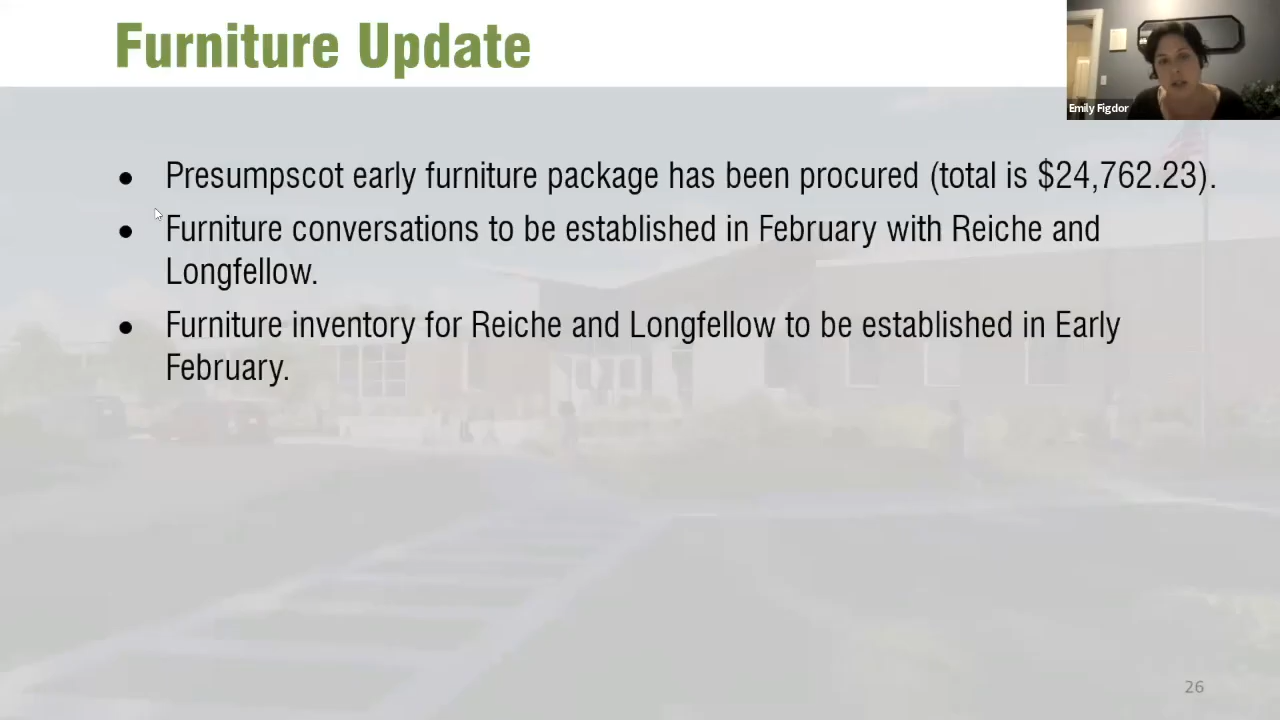 Furniture Update
Emily Figdor
● Presumpscot early furniture package has been procured (total is $24,762.23).
● Furniture conversations to be established in February with Reiche and
Longfellow.
● Furniture inventory for Reiche and Longfellow to be established in Early
February.
26